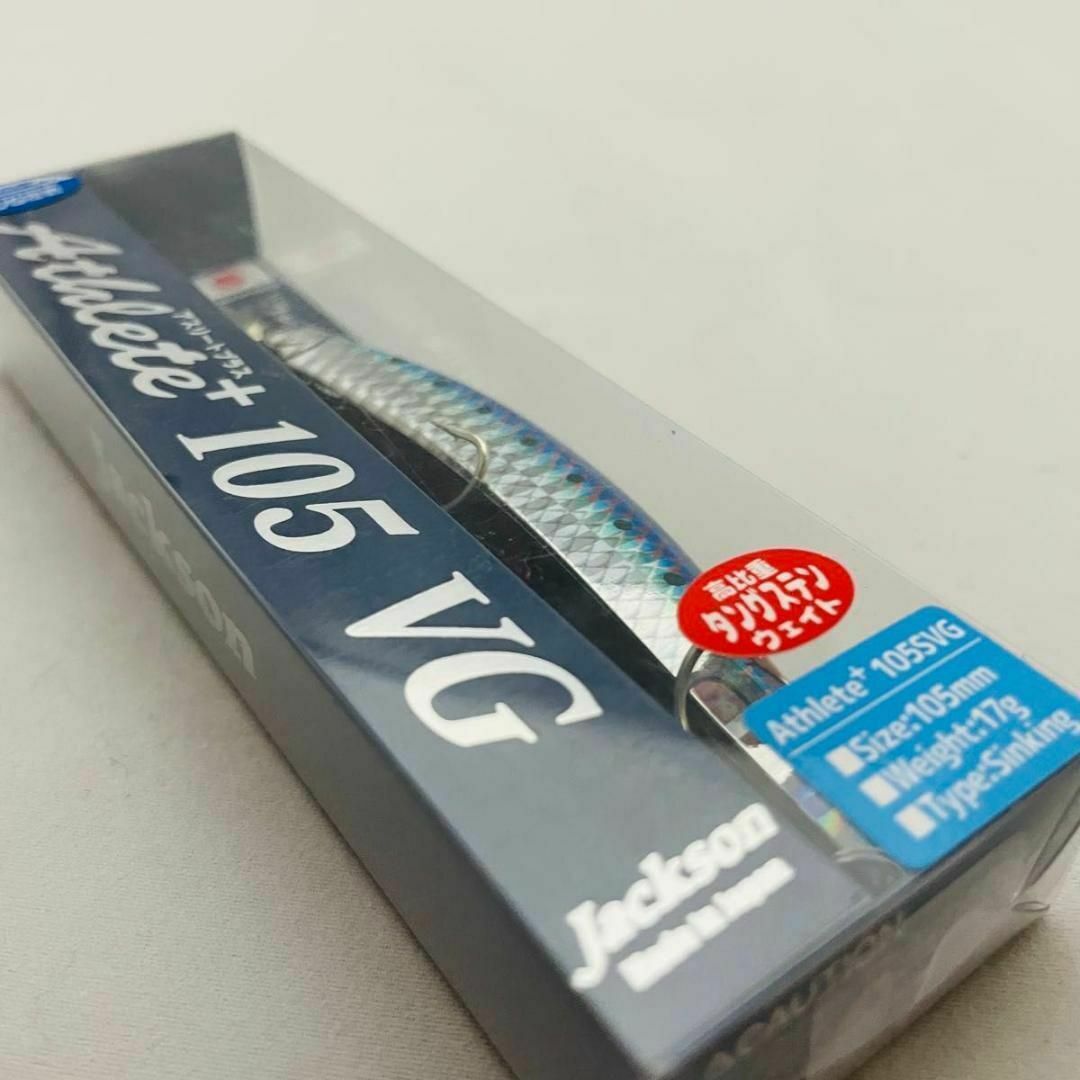 Athlete+
アスリートプラス
105 VG
Jackson
Made in Japan
高比重
タングステン
ウェイト
Athlete+ 105SVG
■Size:105mm
■Weight:17g
■Type:Sinking
Jackson
CAUTION